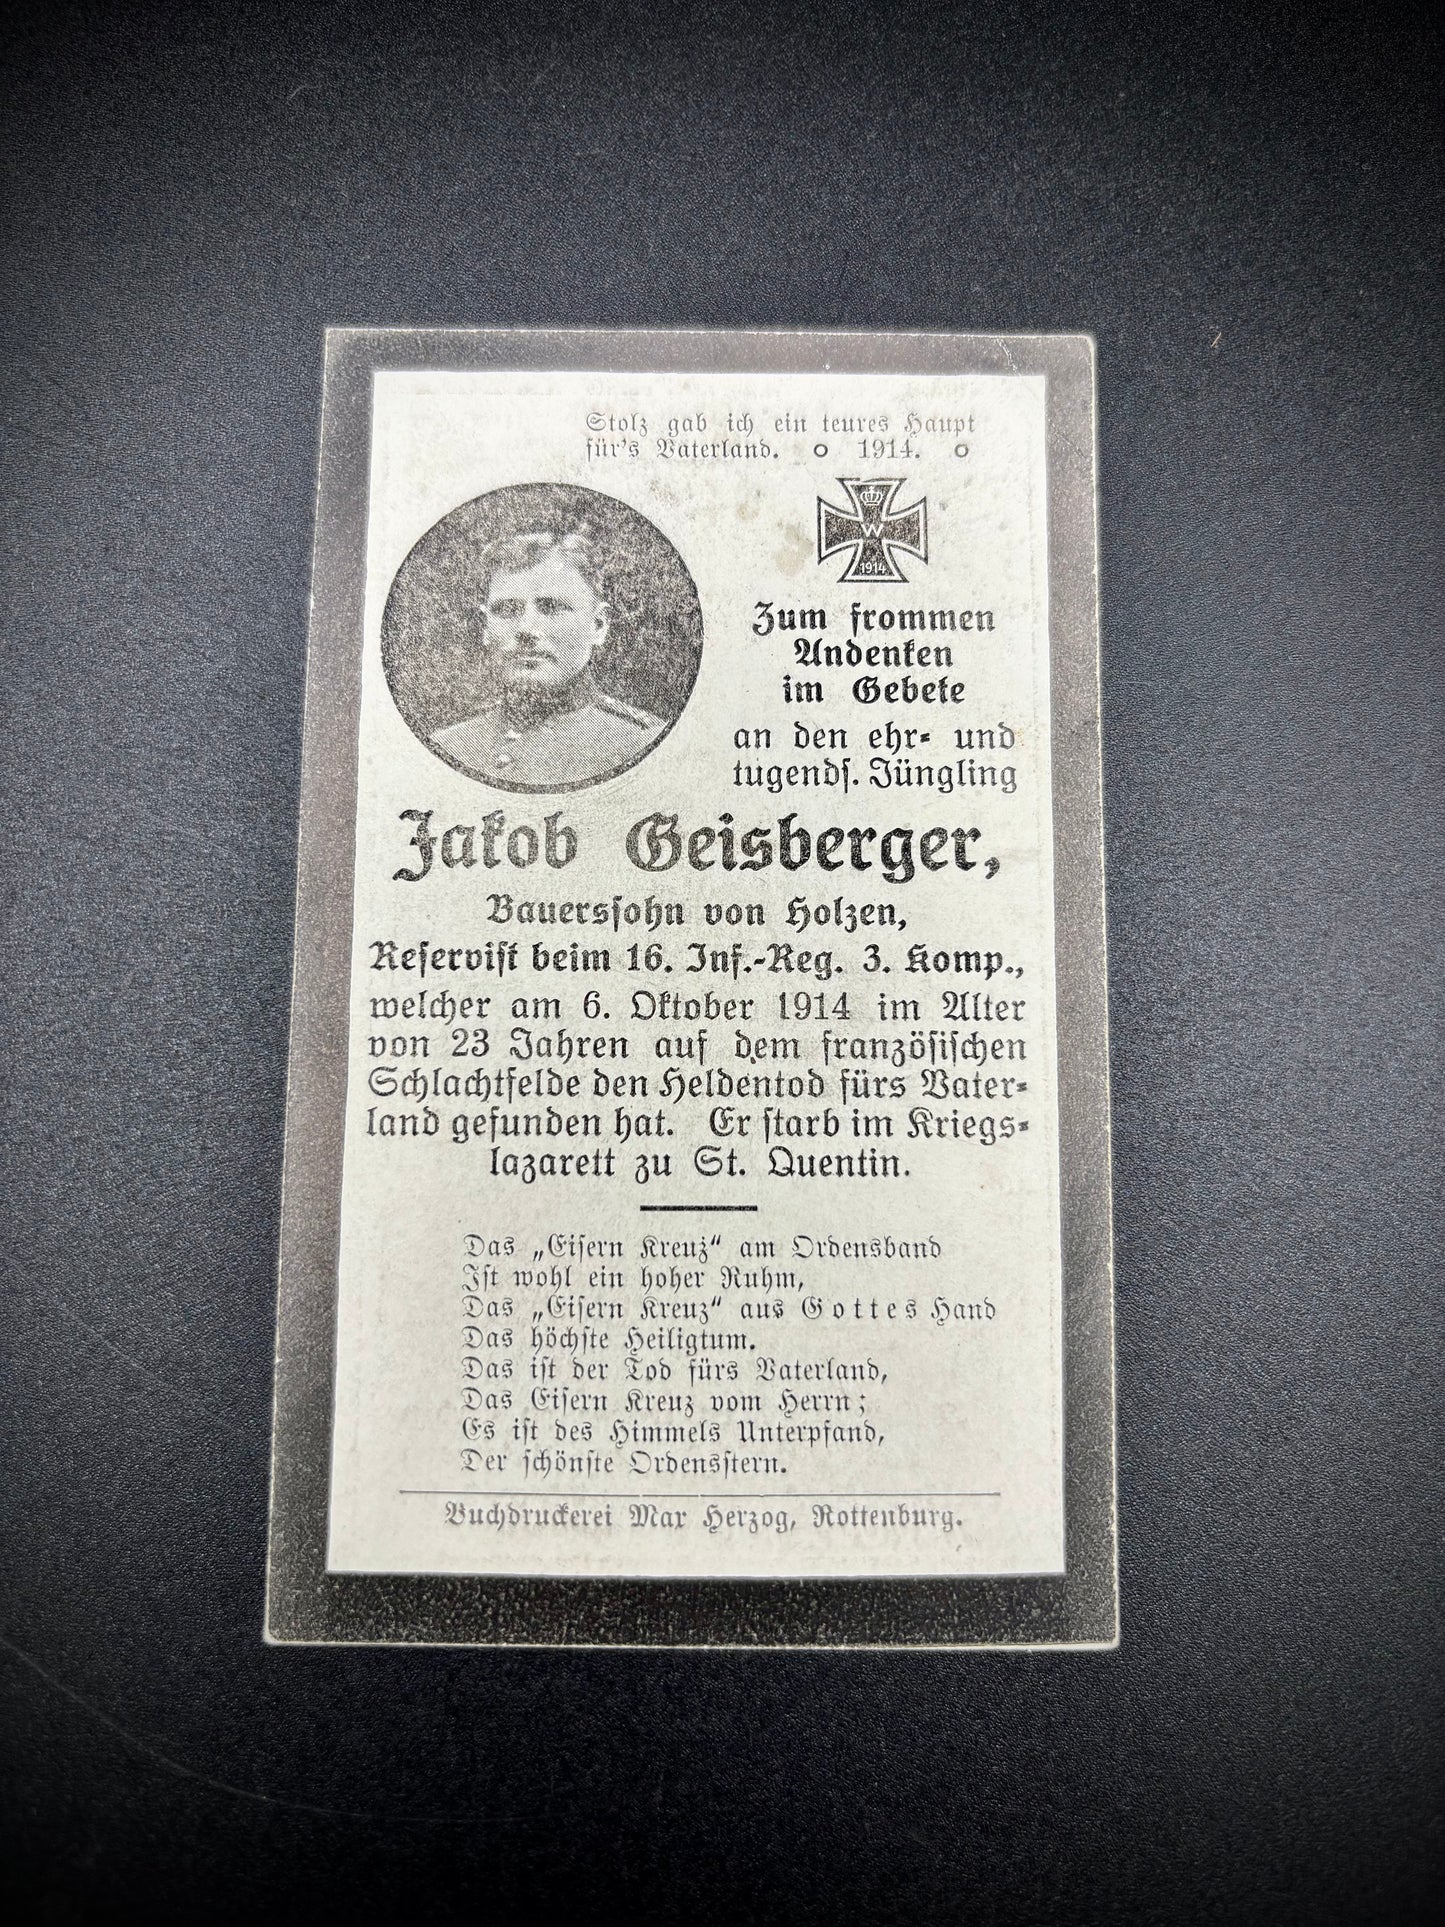 Stolz gab ich ein teures Haupt
für's Vaterland. o 1914. o
W
1914
Zum frommen
Andenken
im Gebete
an den ehr- und
tugends. Jüngling
Jakob Geisberger,
Bauerssohn von Holzen,
Reservist beim 16. Inf.-Reg. 3. Komp.,
welcher am 6. Oktober 1914 im Alter
von 23 Jahren auf dem französischen
Schlachtfelde den Heldentod fürs Vater-
land gefunden hat. Er starb im Kriegs-
lazarett zu St. Quentin.
Das „Eisern Kreuz“ am Ordensband
Ist wohl ein hoher Ruhm,
Das „Eisern Kreuz“ aus Gottes Hand
Das höchste Heiligtum.
Das ist der Tod fürs Vaterland,
Das Eisern Kreuz vom Herrn;
Es ist des Himmels Unterpfand,
Der schönste Ordensstern.
Buchdruckerei Max Herzog, Rottenburg.